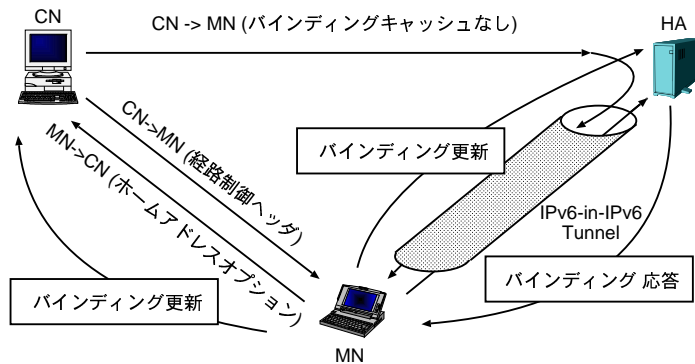 CN
CN -> MN (バインディングキャッシュなし)
HA
CN->MN (経路制御ヘッダ)
MN->CN (ホームアドレスオプション)
バインディング更新
IPv6-in-IPv6
Tunnel
バインディング 応答
バインディング更新
MN